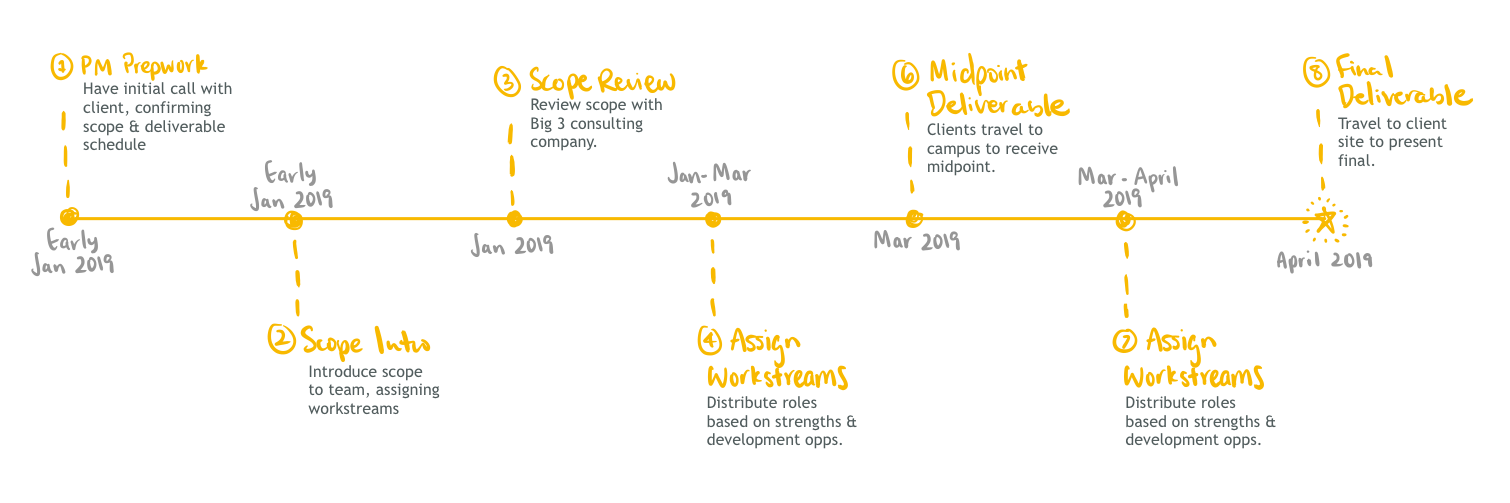 1 PM Prepwork
Have initial call with
client, confirming
scope & deliverable
schedule
Early
Jan 2019
Early
Jan 2019
2 Scope Intro
Introduce scope
to team, assigning
workstreams
3 Scope Review
Review scope with
Big 3 consulting
company.
Jan 2019
Jan-Mar
2019
4 Assign
Workstreams
Distribute roles
based on strengths &
development opps.
6 Midpoint
Deliverable
Clients travel to
campus to receive
midpoint.
Mar 2019
Mar - April
2019
7 Assign
Workstreams
Distribute roles
based on strengths &
development opps.
8 Final
Deliverable
Travel to client
site to present
final.
April 2019